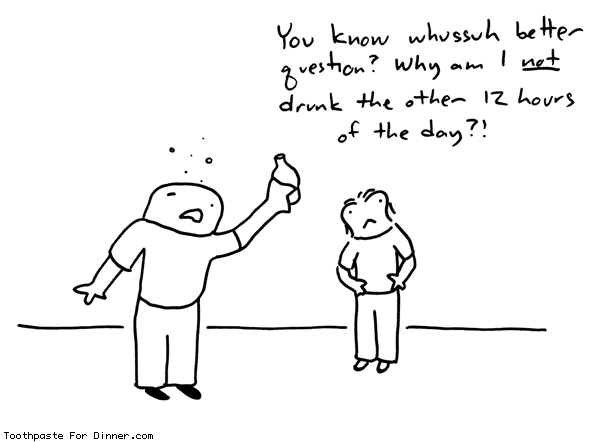 You know whussuh better
question? Why am I not
drunk the other 12 hours
of the day?!
Toothpaste For Dinner.com